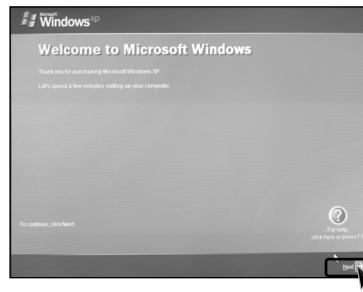 Microsoft
Windows xp
Welcome to Microsoft Windows
Thank you for purchasing Microsoft Windows XP.
Let's spend a few minutes setting up your computer.
To continue, click Next.
?
For help,
click here or press F1
Next